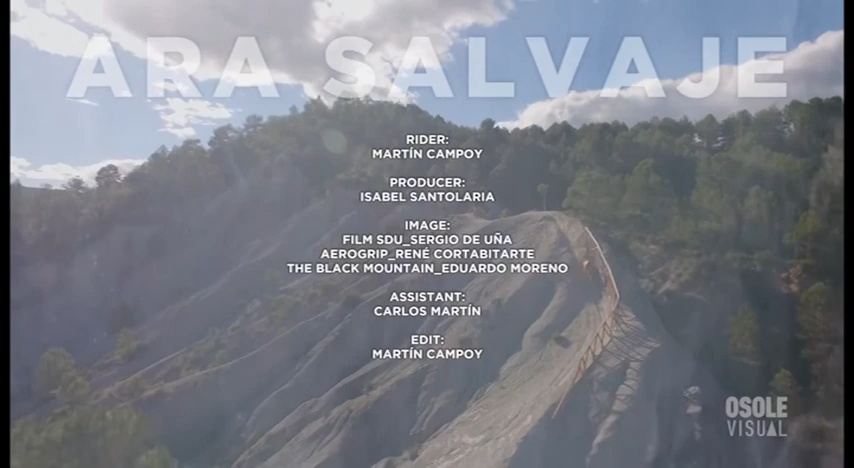 ARA SALVAJE
RIDER:
MARTÍN CAMPOY
PRODUCER:
ISABEL SANTOLARIA
IMAGE:
FILM SDU_SERGIO DE UÑA
AEROGRIP_RENÉ CORTABITARTE
THE BLACK MOUNTAIN_EDUARDO MORENO
ASSISTANT:
CARLOS MARTÍN
EDIT:
MARTÍN CAMPOY
OSOLE
VISUAL